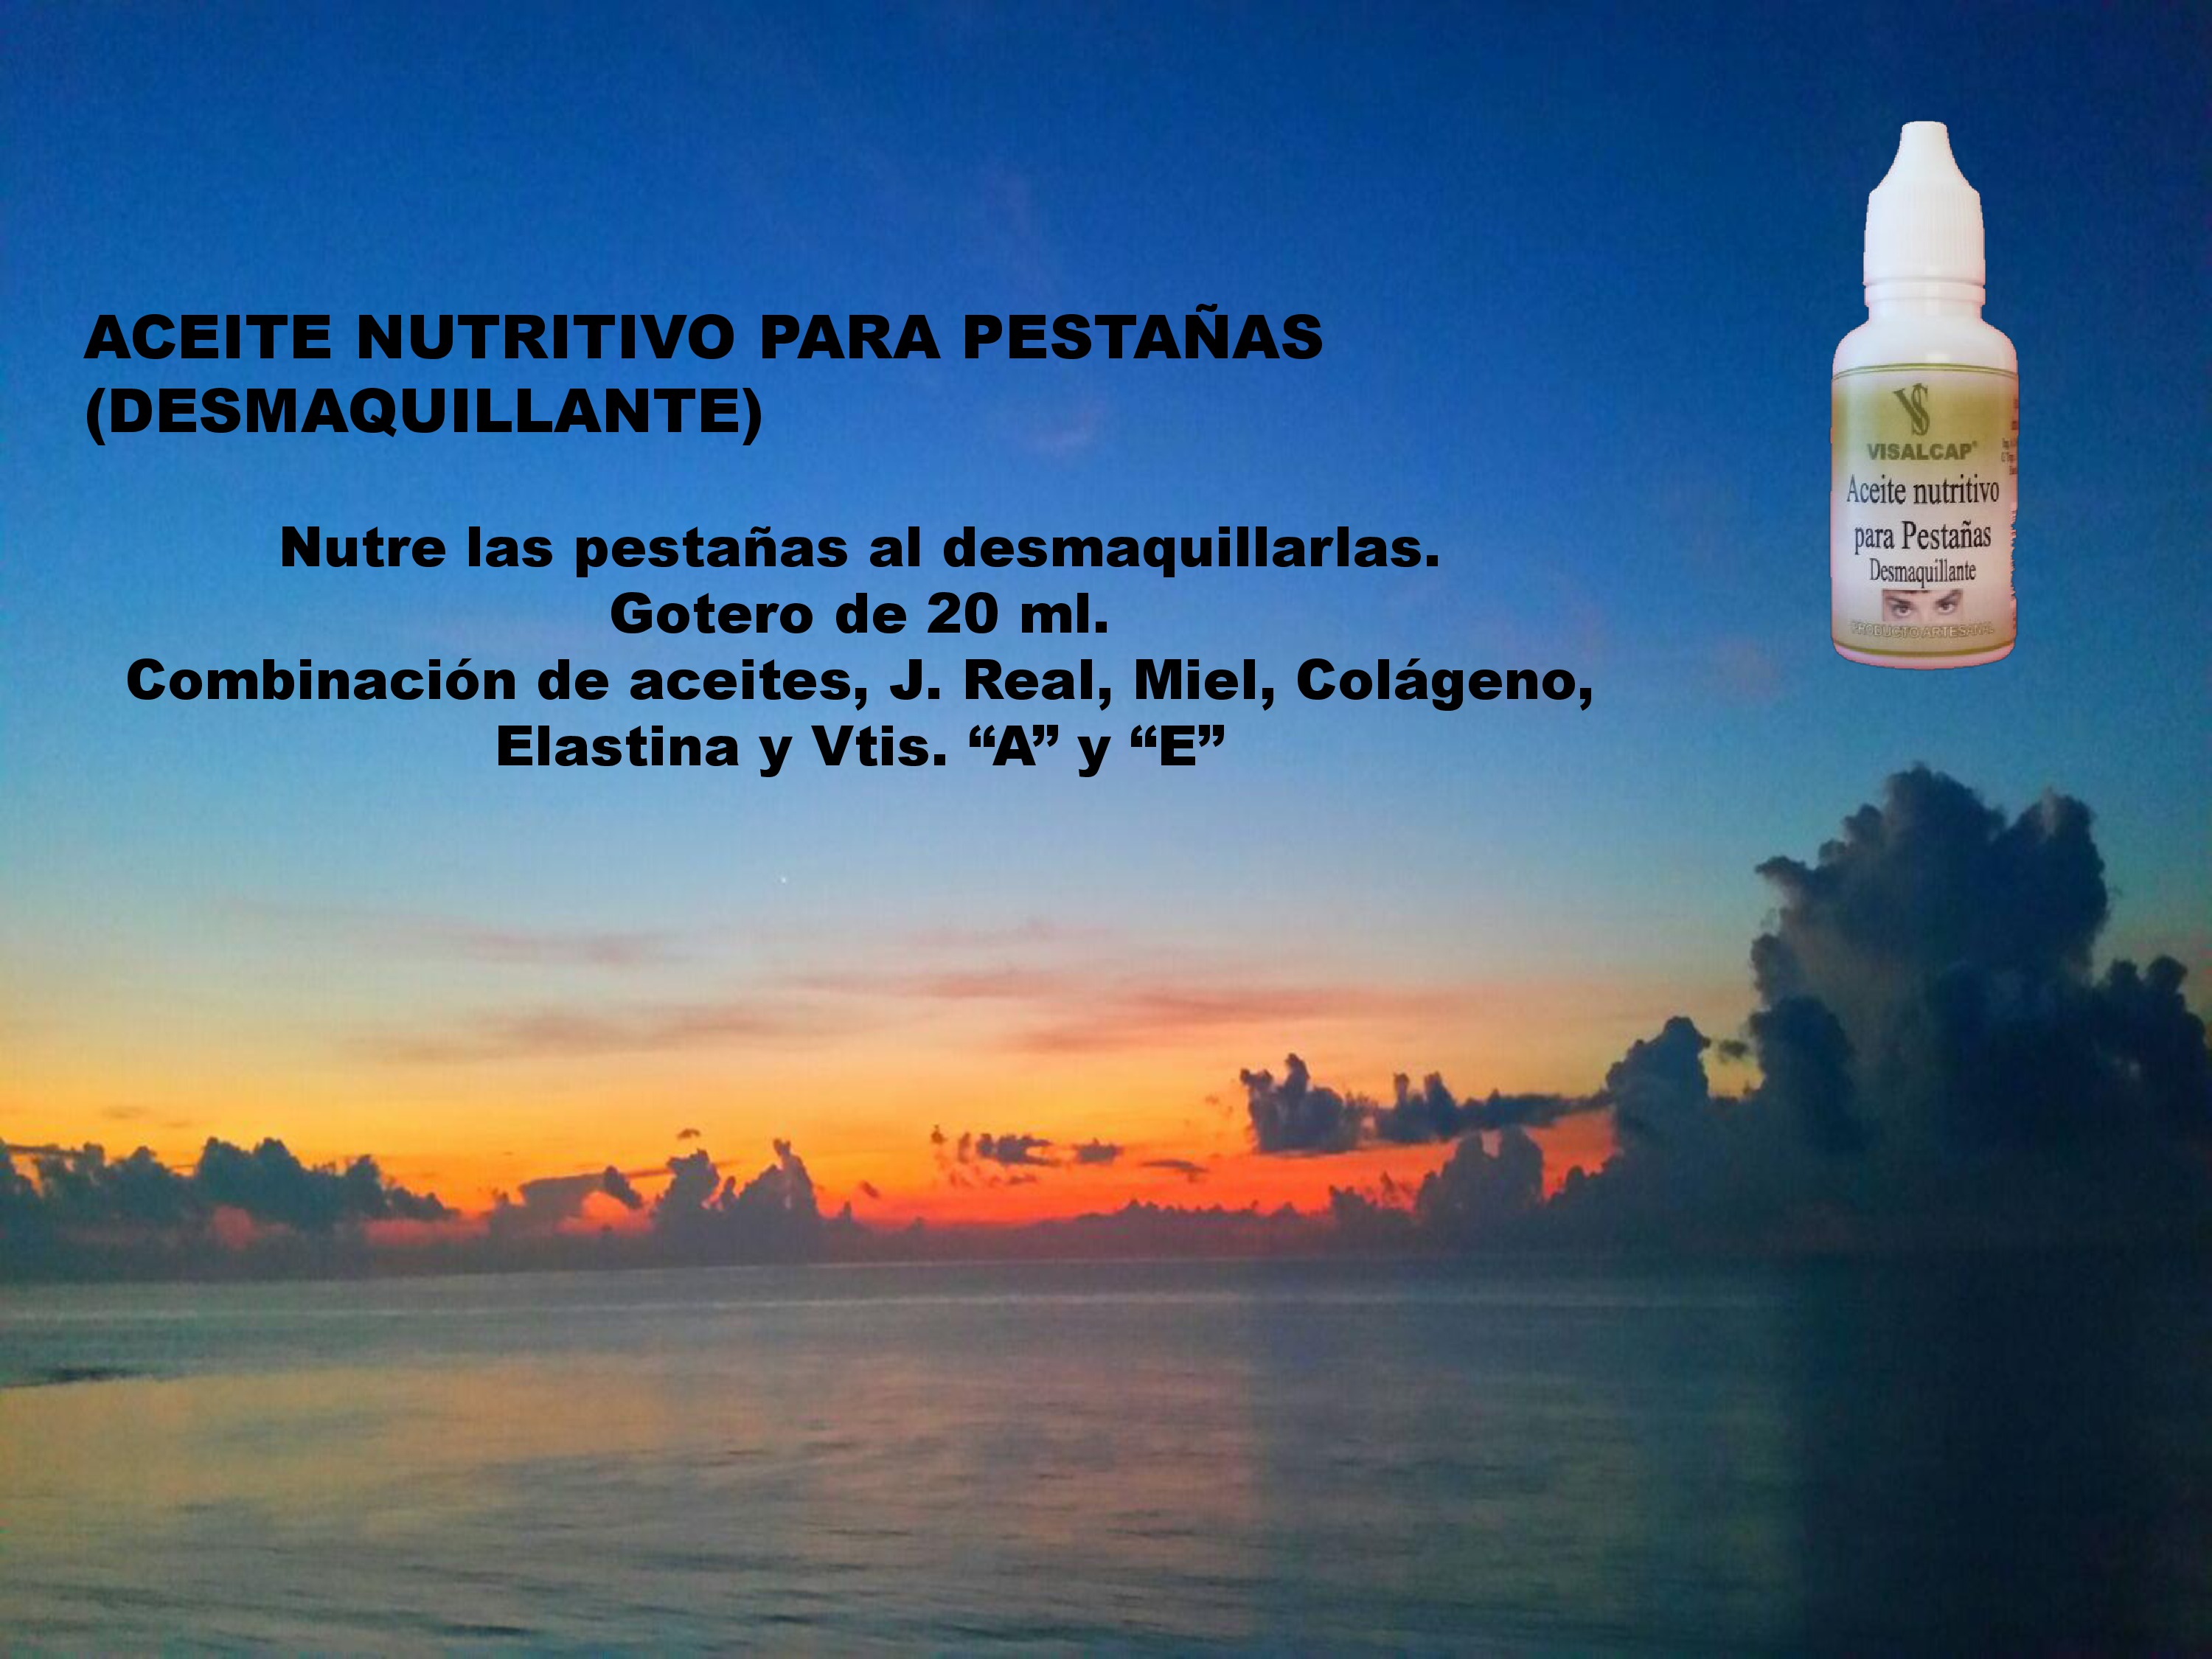 ACEITE NUTRITIVO PARA PESTAÑAS
(DESMAQUILLANTE)
Nutre las pestañas al desmaquillarlas.
Gotero de 20 ml.
Combinación de aceites, J. Real, Miel, Colágeno,
Elastina y Vtis. “A” y “E”
VS
VISALCAP®
Aceite nutritivo
para Pestañas
Desmaquillante
PRODUCTO ARTESANAL